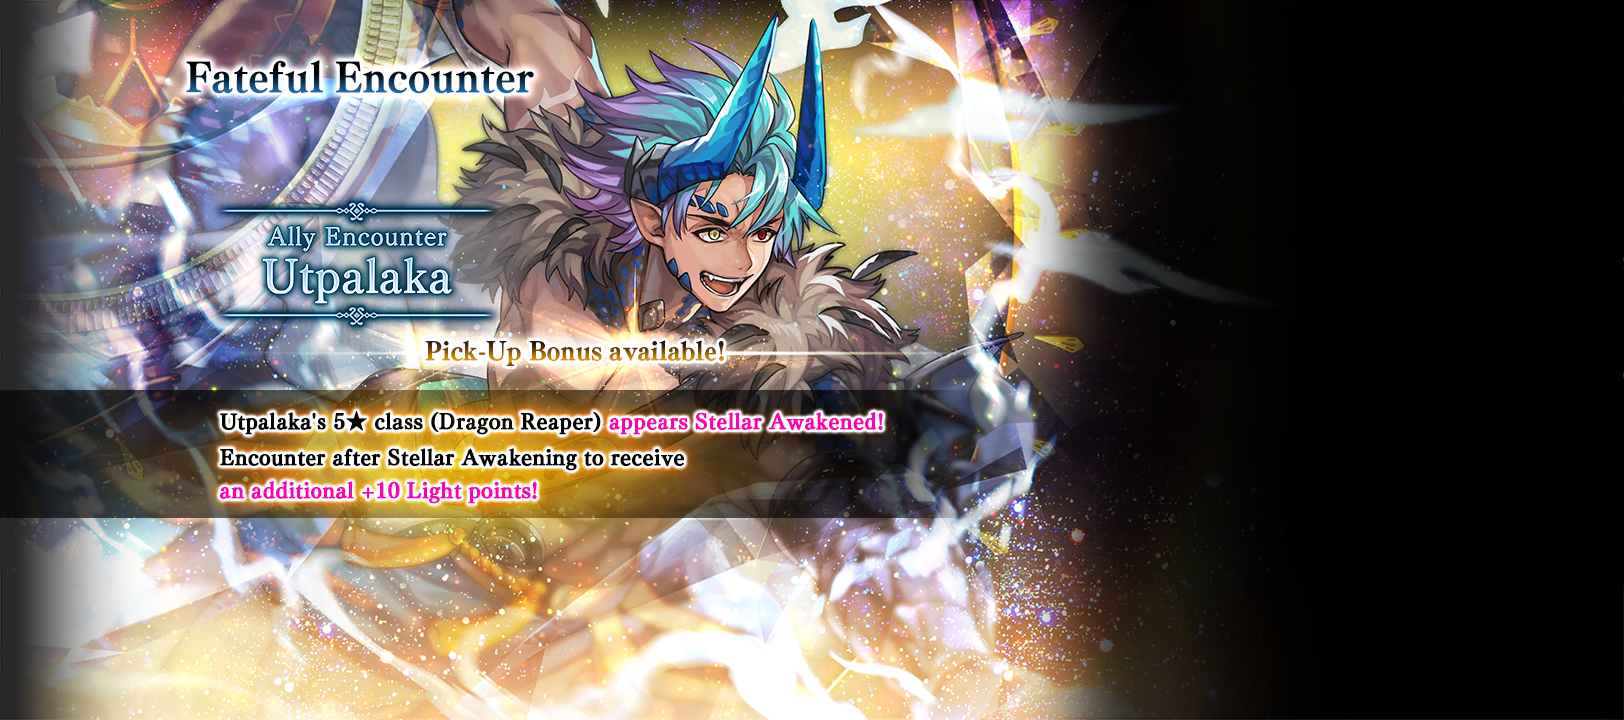 Fateful Encounter
Ally Encounter
Utpalaka
Pick-Up Bonus available!
Utpalaka's 5★ class (Dragon Reaper) appears Stellar Awakened!
Encounter after Stellar Awakening to receive
an additional +10 Light points!